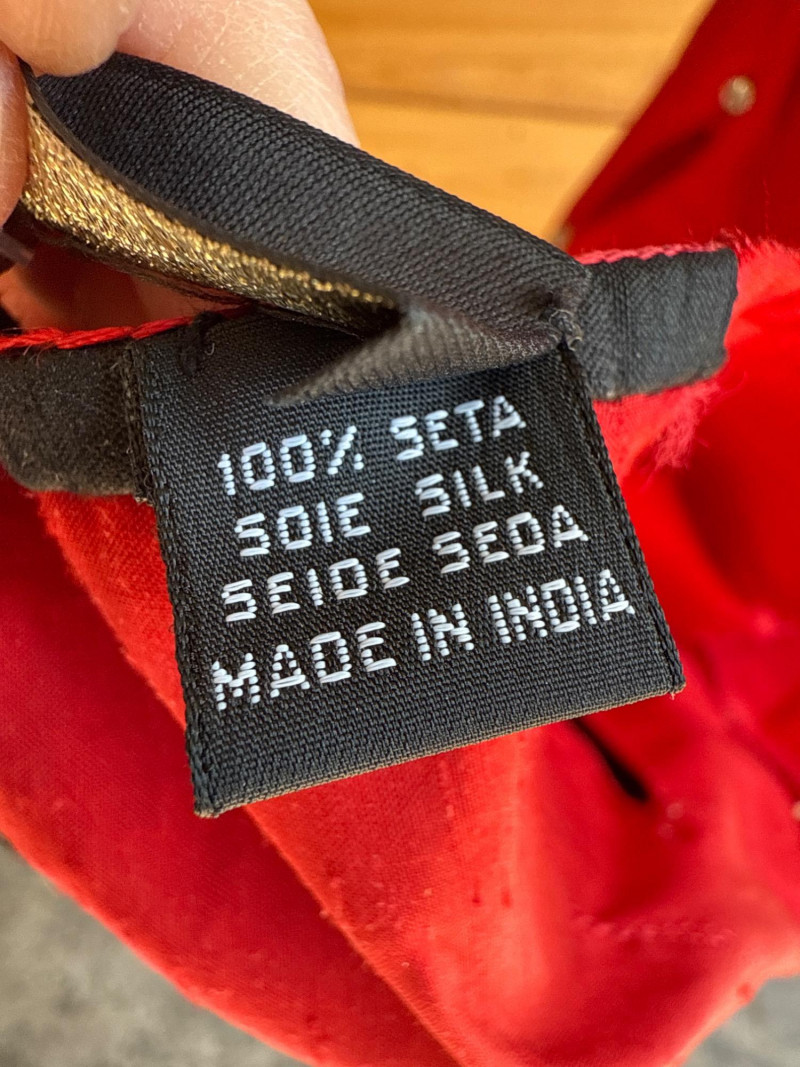 100% SETA
SOIE SILK
SEIDE SEDA
MADE IN INDIA